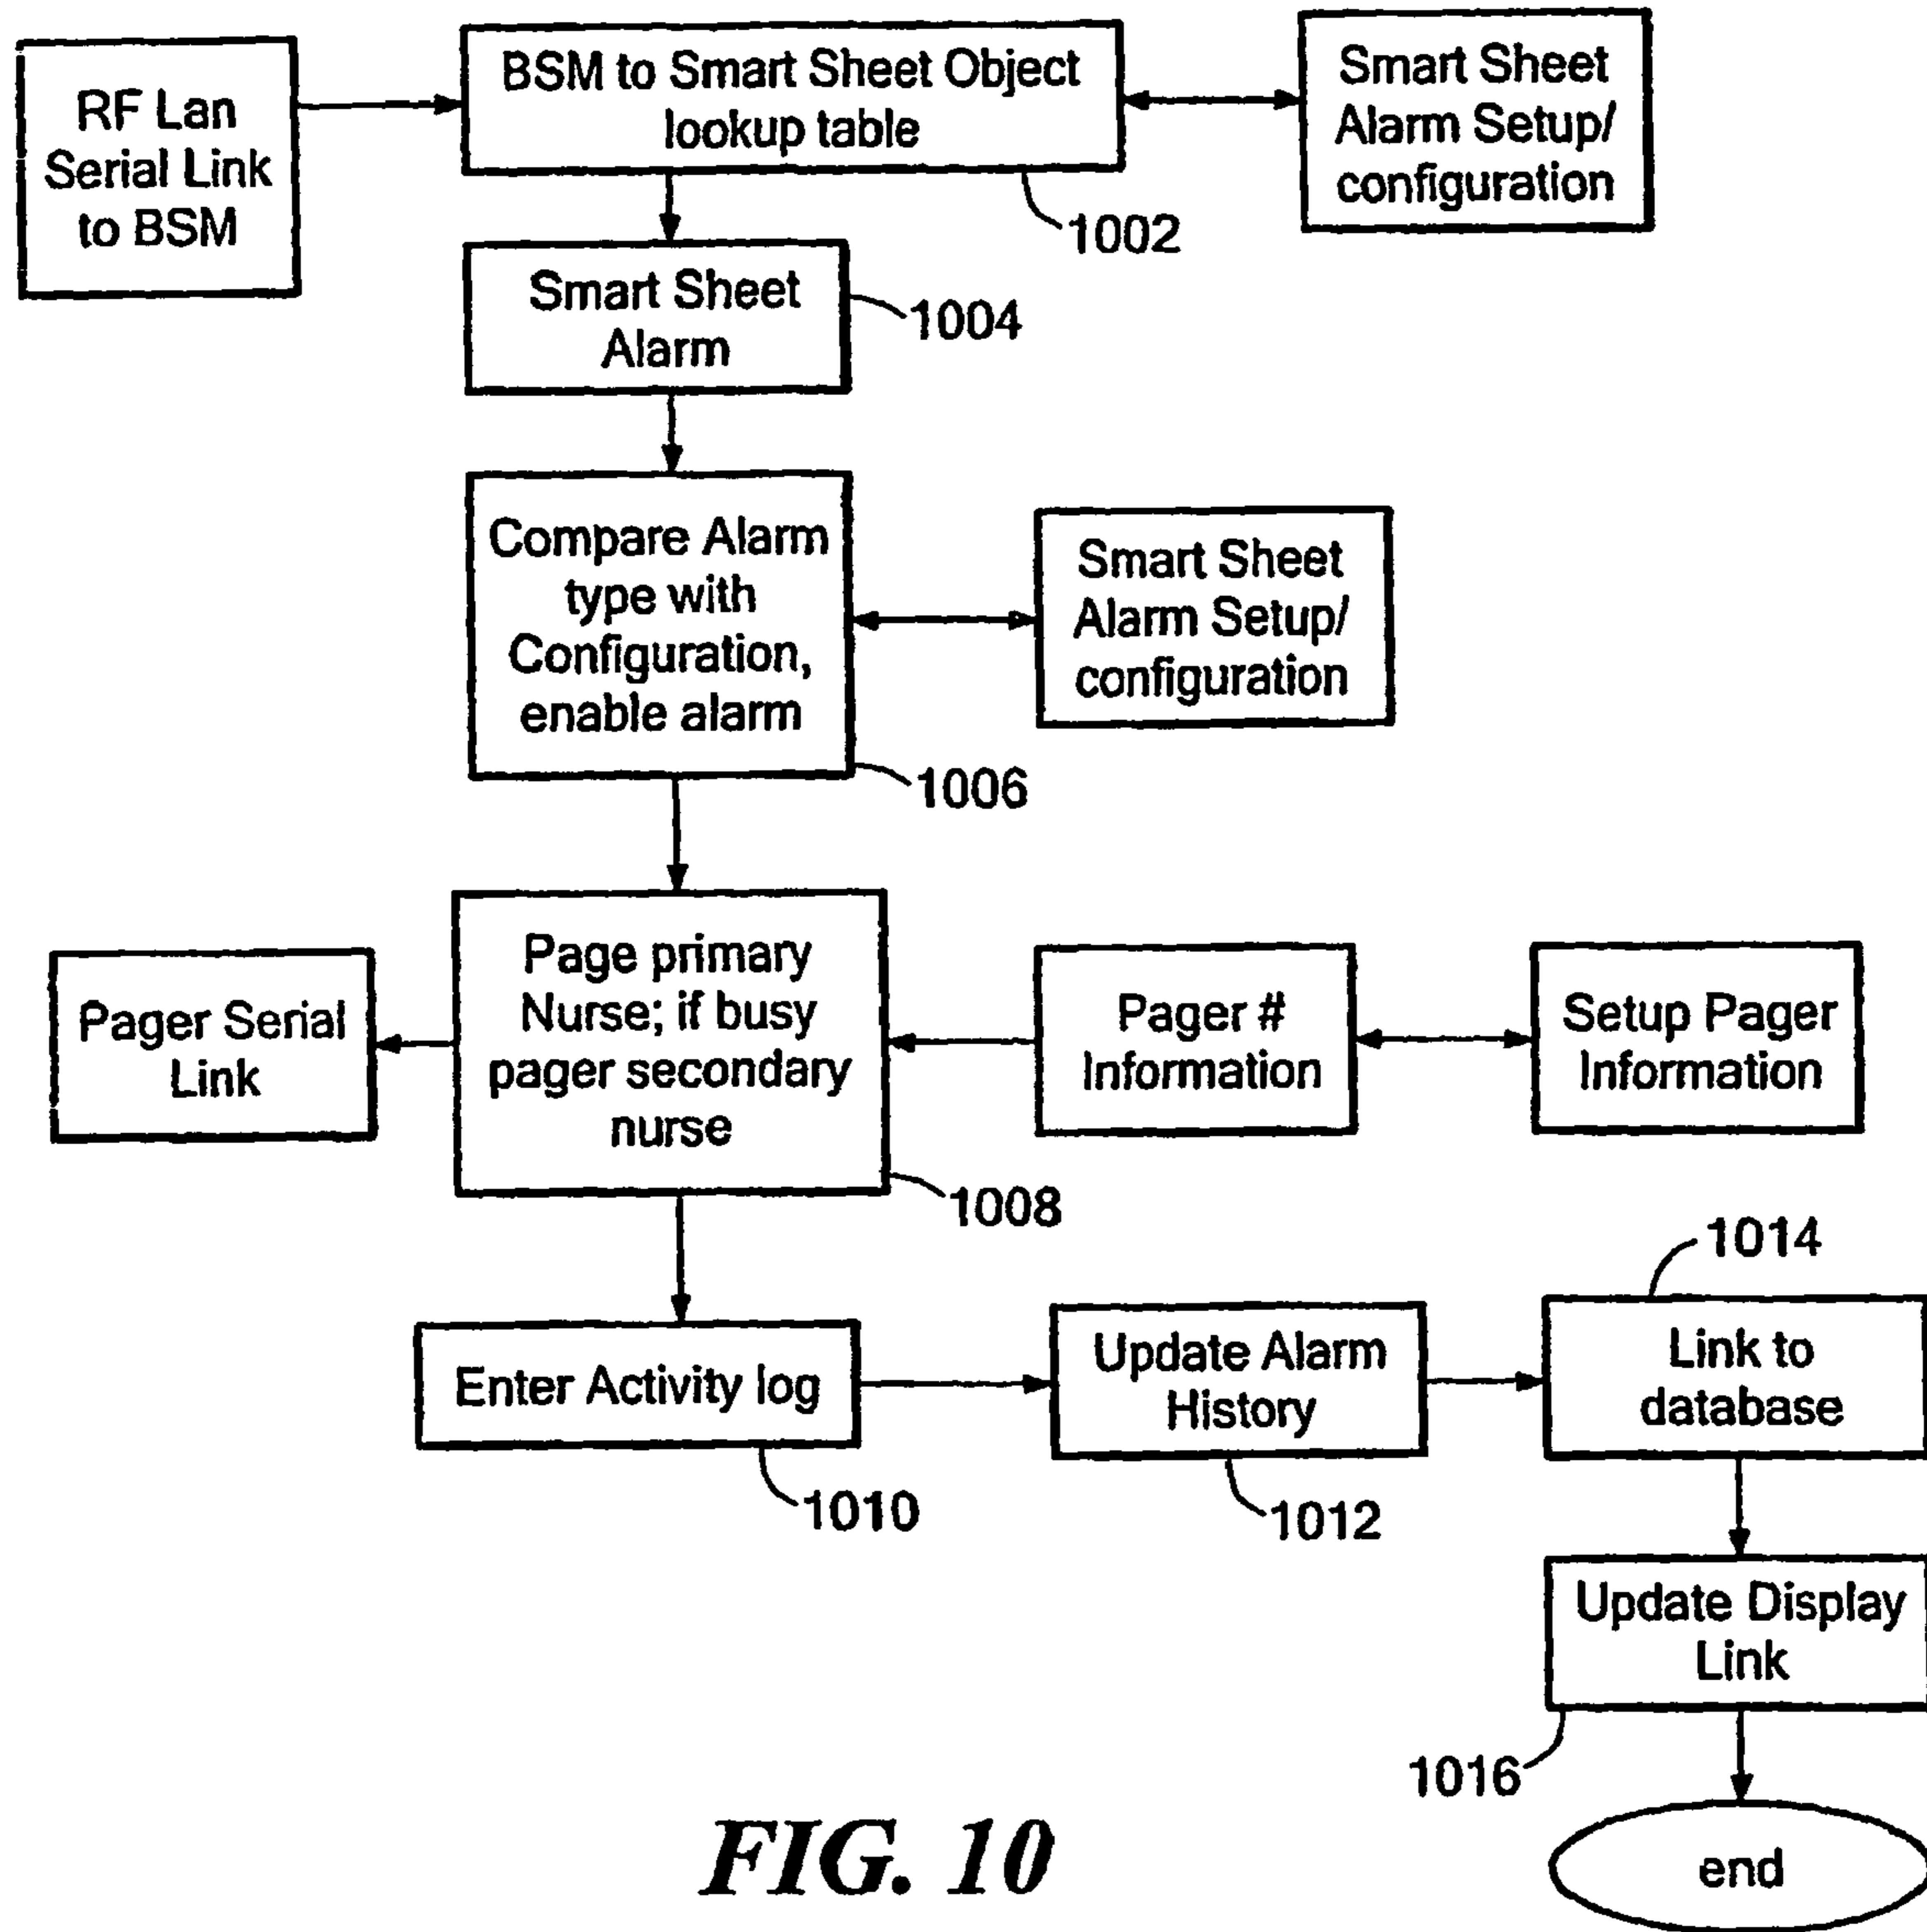 RF Lan
Serial Link
to BSM
BSM to Smart Sheet Object
lookup table
Smart Sheet
Alarm Setup/
configuration
1002
Smart Sheet
Alarm
1004
Compare Alarm
type with
Configuration,
enable alarm
Smart Sheet
Alarm Setup/
configuration
1006
Pager Serial
Link
Page primary
Nurse; if busy
pager secondary
nurse
Pager #
Information
Setup Pager
Information
1008
1014
Enter Activity log
Update Alarm
History
Link to
database
1010
1012
Update Display
Link
1016
end
FIG. 10